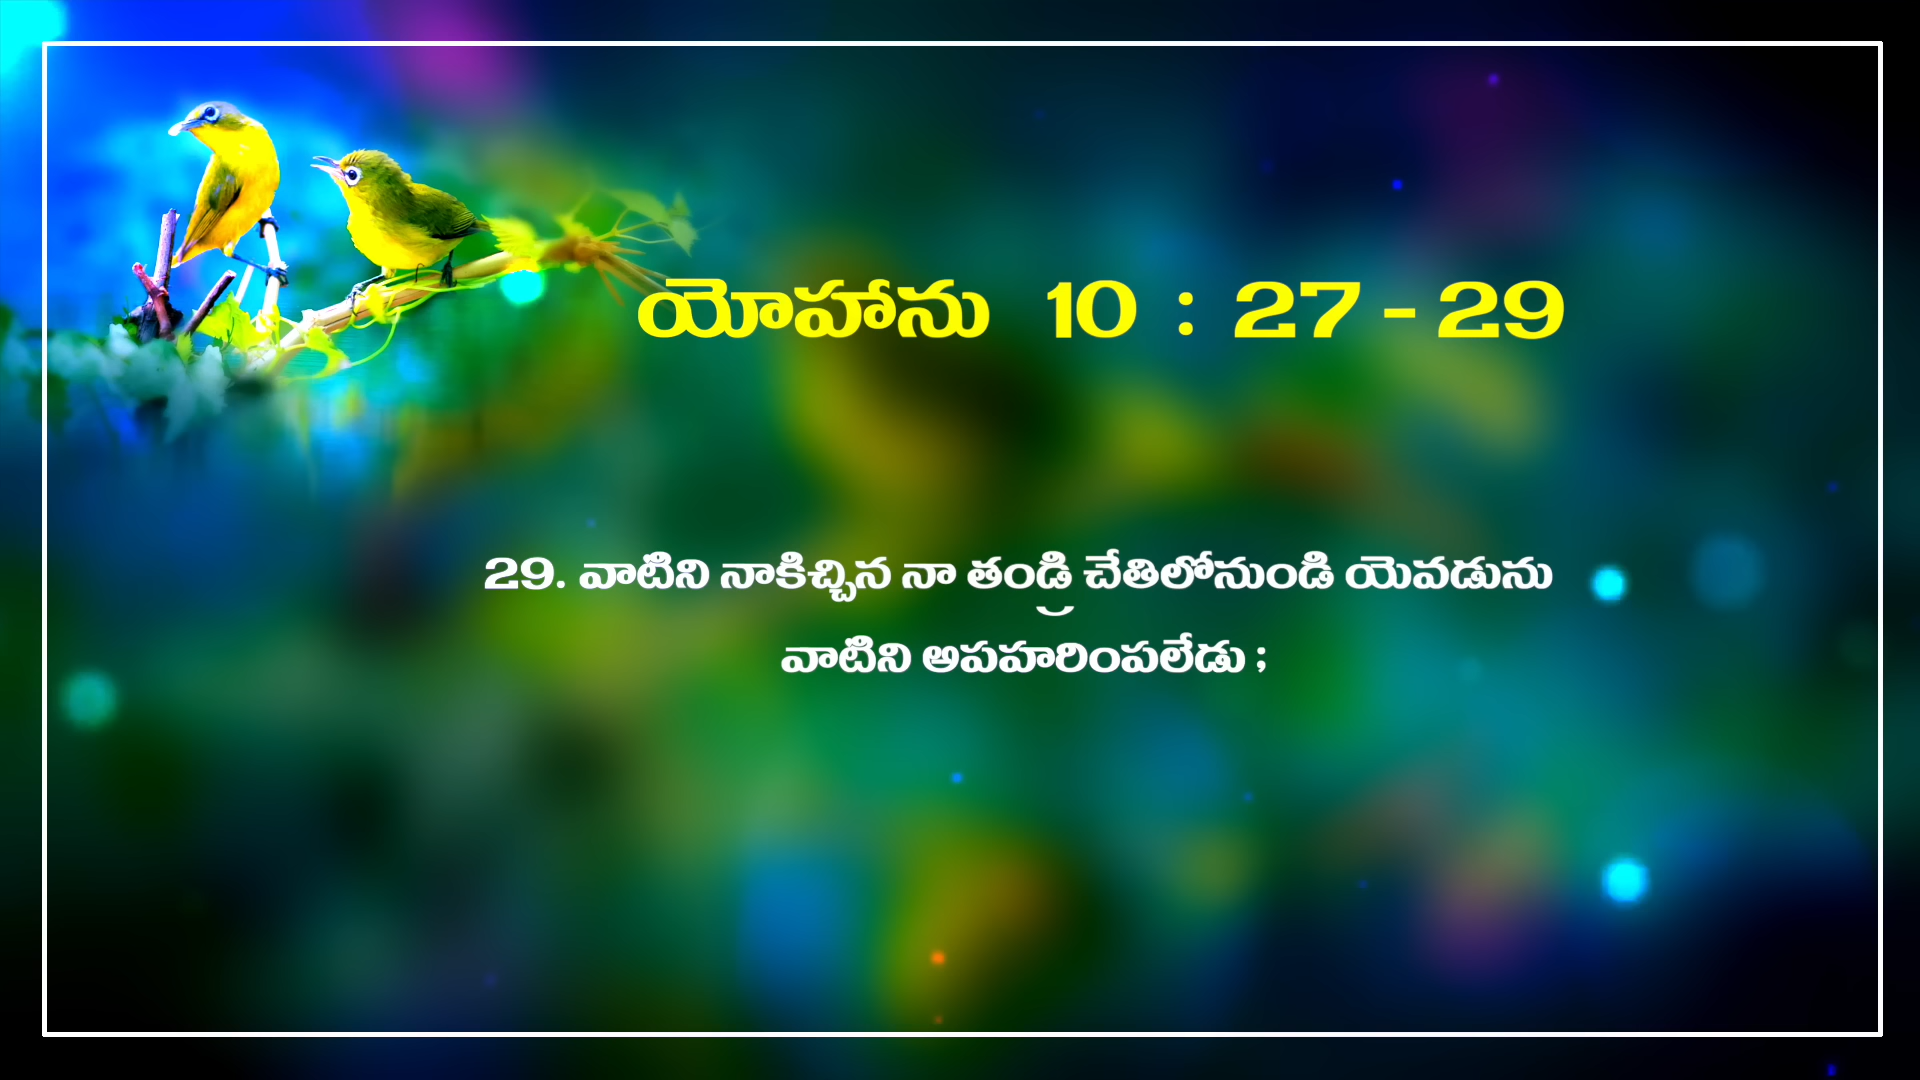 యోహాను 10 : 27 - 29
29. వాటిని నాకిచ్చిన నా తండ్రి చేతిలోనుండి యెవడును
వాటిని అపహరింపలేడు ;